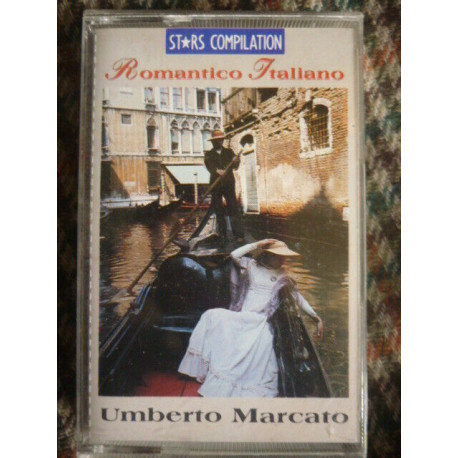 ST★RS COMPILATION
Romantico Italiano
Umberto Marcato